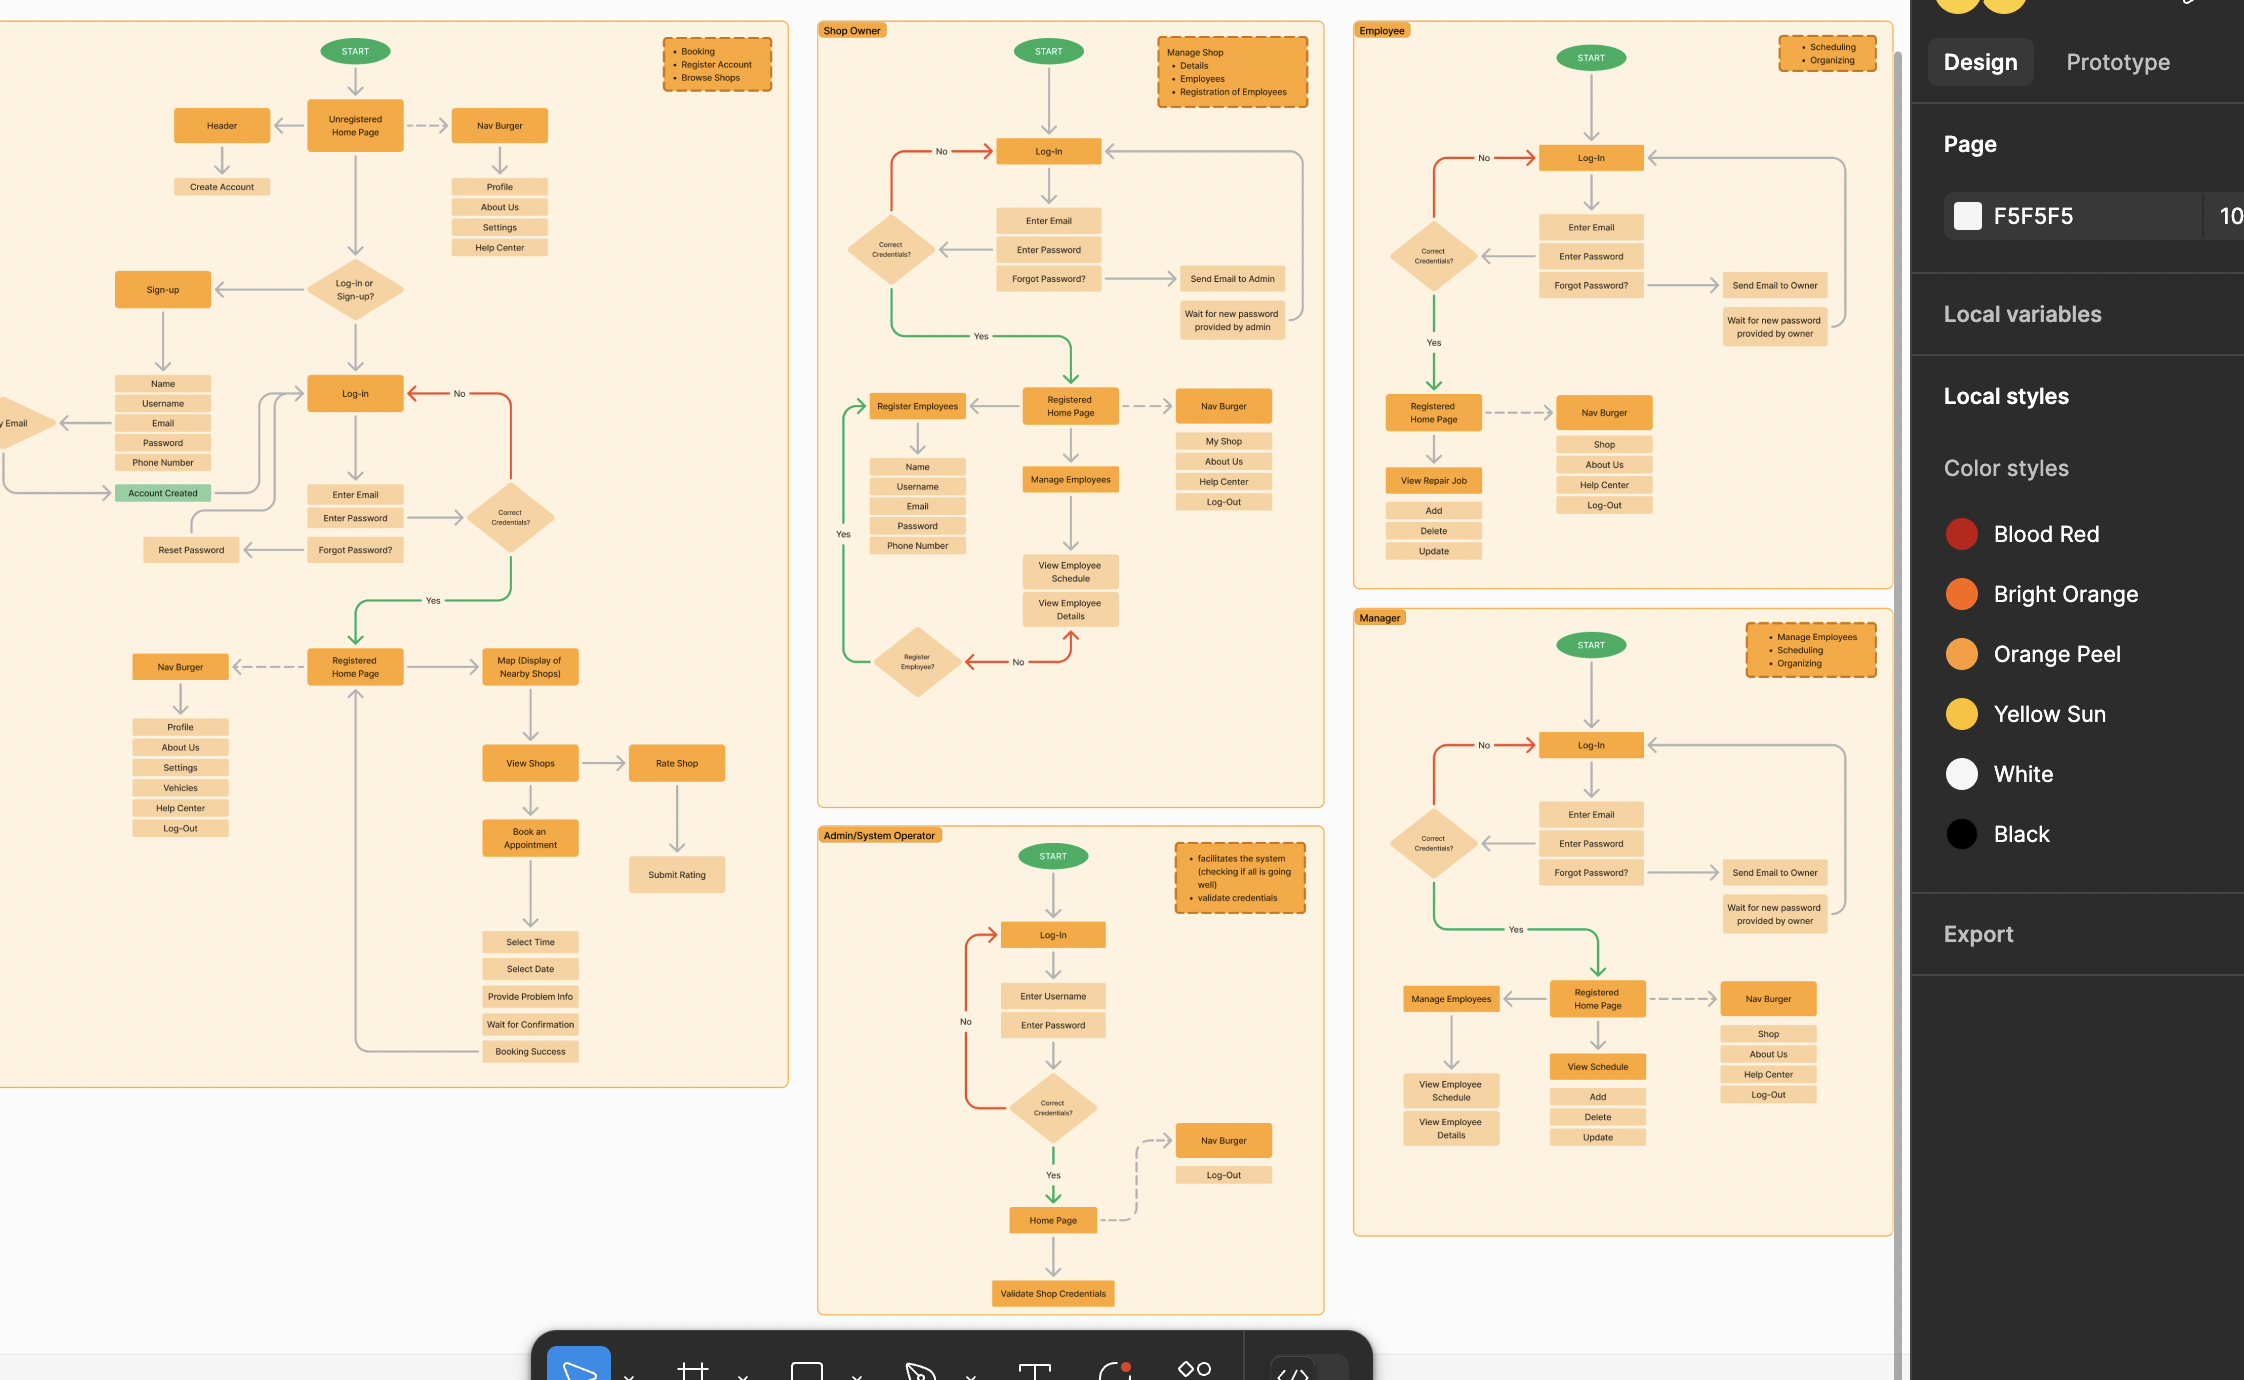 START
Booking
Register Account
Browse Shops
Header
Unregistered
Home Page
Nav Burger
Create Account
Profile
About Us
Settings
Help Center
Sign-up
Log-in or
Sign-up?
Name
Username
Email
Password
Phone Number
Email
Account Created
Log-in
No
Enter Email
Enter Password
Forgot Password?
Reset Password
Correct
Credentials?
Yes
Nav Burger
Registered
Home Page
Map (Display of
Nearby Shops)
Profile
About Us
Settings
Vehicles
Help Center
Log-Out
View Shops
Rate Shop
Book an
Appointment
Submit Rating
Select Time
Select Date
Provide Problem Info
Wait for Confirmation
Booking Success
Shop Owner
START
Manage Shop
Details
Employees
Registration of Employees
No
Log-In
Enter Email
Enter Password
Forgot Password?
Correct
Credentials?
Send Email to Admin
Wait for new password
provided by admin
Yes
Register Employees
Registered
Home Page
Nav Burger
Name
Username
Email
Password
Phone Number
Manage Employees
My Shop
About Us
Help Center
Log-Out
Yes
View Employee
Schedule
View Employee
Details
Register
Employee?
No
Admin/System Operator
START
facilitates the system
(checking if all is going
well)
validate credentials
Log-In
Enter Username
Enter Password
No
Correct
Credentials?
Yes
Nav Burger
Log-Out
Home Page
Validate Shop Credentials
Employee
START
Scheduling
Organizing
No
Log-In
Enter Email
Enter Password
Forgot Password?
Correct
Credentials?
Send Email to Owner
Wait for new password
provided by owner
Yes
Registered
Home Page
Nav Burger
View Repair Job
Add
Delete
Update
Shop
About Us
Help Center
Log-Out
Manager
START
Manage Employees
Scheduling
Organizing
No
Log-In
Enter Email
Enter Password
Forgot Password?
Correct
Credentials?
Send Email to Owner
Wait for new password
provided by owner
Yes
Manage Employees
Registered
Home Page
Nav Burger
View Employee
Schedule
View Employee
Details
View Schedule
Add
Delete
Update
Shop
About Us
Help Center
Log-Out
Design Prototype
Page
F5F5F5 10
Local variables
Local styles
Color styles
Blood Red
Bright Orange
Orange Peel
Yellow Sun
White
Black
Export